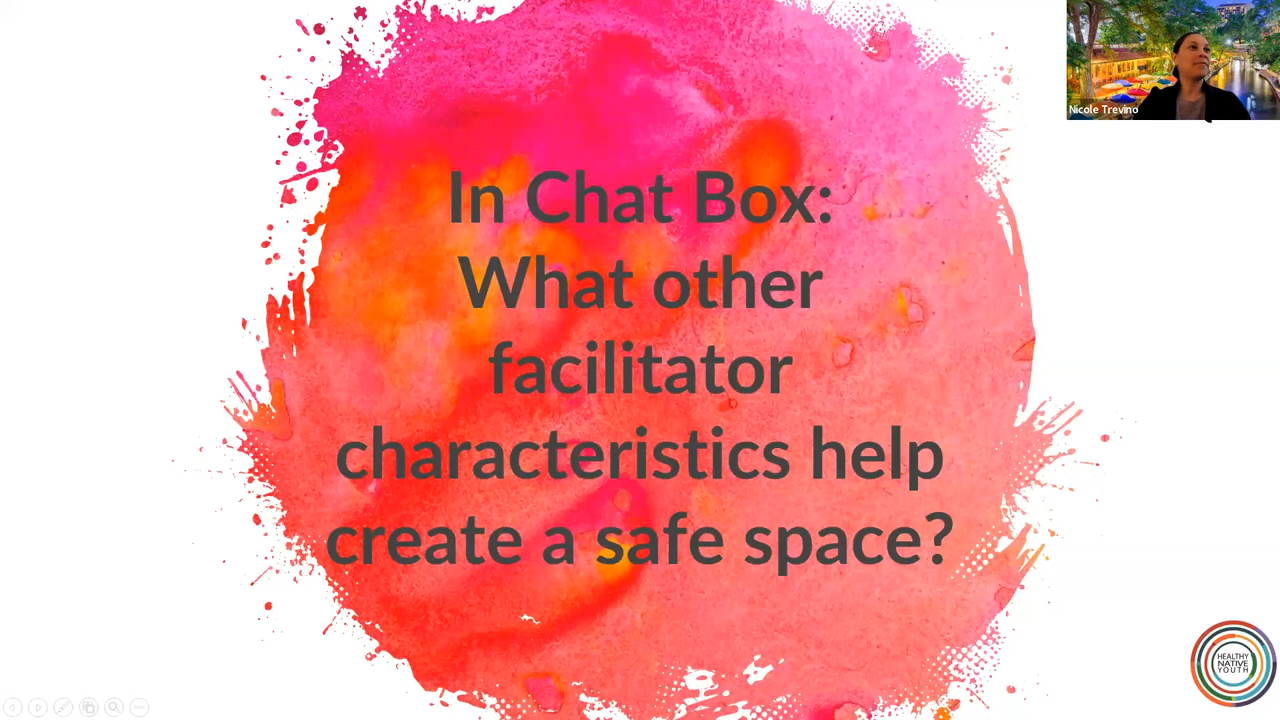 In Chat Box:
What other
facilitator
characteristics help
create a safe space?
Nicole Trevino
HEALTHY
NATIVE
YOUTH